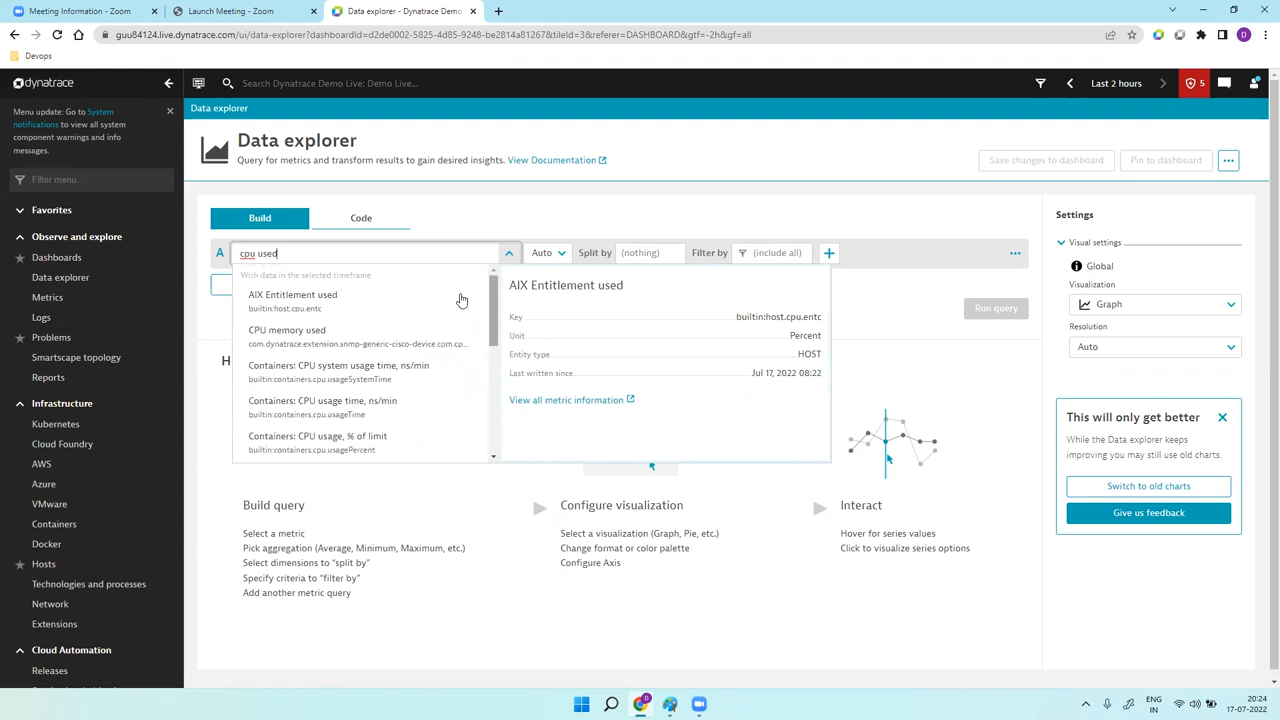 Meeting Information - Zoom
Launch Meeting - Zoom
Data explorer - Dynatrace Demo
guu84124.live.dynatrace.com/ui/data-explorer?dashboardId=d2de0002-5825-4d85-9248-be2814a81267&tileId=3&referer=DASHBOARD&gtf=-2h&gf=all
D
Devops
dynatrace
Search Dynatrace Demo Live: Demo Live...
Last 2 hours
5
Menu update: Go to System
notifications to view all system
component warnings and info
messages.
Filter menu...
Favorites
Observe and explore
Dashboards
Data explorer
Metrics
Logs
Problems
Smartscape topology
Reports
Infrastructure
Kubernetes
Cloud Foundry
AWS
Azure
VMware
Containers
Docker
Hosts
Technologies and processes
Network
Extensions
Cloud Automation
Releases
Data explorer
Data explorer
Query for metrics and transform results to gain desired insights. View Documentation
Save changes to dashboard
Pin to dashboard
...
Build
Code
A
cpu used
Auto
Split by
(nothing)
Filter by
(include all)
...
Run query
With data in the selected timeframe
AIX Entitlement used
builtin:host.cpu.entc
CPU memory used
com.dynatrace.extension.snmp-generic-cisco-device.cpm.cp...
Containers: CPU system usage time, ns/min
builtin:containers.cpu.usageSystemTime
Containers: CPU usage time, ns/min
builtin:containers.cpu.usageTime
Containers: CPU usage, % of limit
builtin:containers.cpu.usagePercent
AIX Entitlement used
Key builtin:host.cpu.entc
Unit Percent
Entity type HOST
Last written since Jul 17, 2022 08:22
View all metric information
H
Build query
Select a metric
Pick aggregation (Average, Minimum, Maximum, etc.)
Select dimensions to "split by"
Specify criteria to "filter by"
Add another metric query
Configure visualization
Select a visualization (Graph, Pie, etc.)
Change format or color palette
Configure Axis
Interact
Hover for series values
Click to visualize series options
Settings
Visual settings
Global
Visualization
Graph
Resolution
Auto
This will only get better
While the Data explorer keeps
improving you may still use old charts.
Switch to old charts
Give us feedback
D
ENG
IN
20:24
17-07-2022